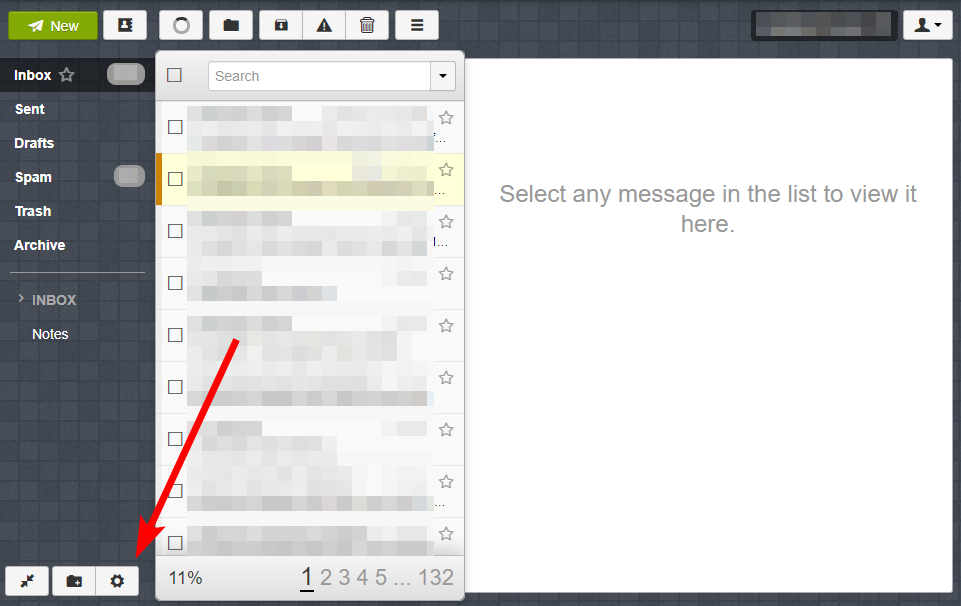 New
Inbox
Search
Sent
Drafts
Spam
Trash
Archive
INBOX
Notes
Select any message in the list to view it
here.
11%
1 2 3 4 5 ... 132